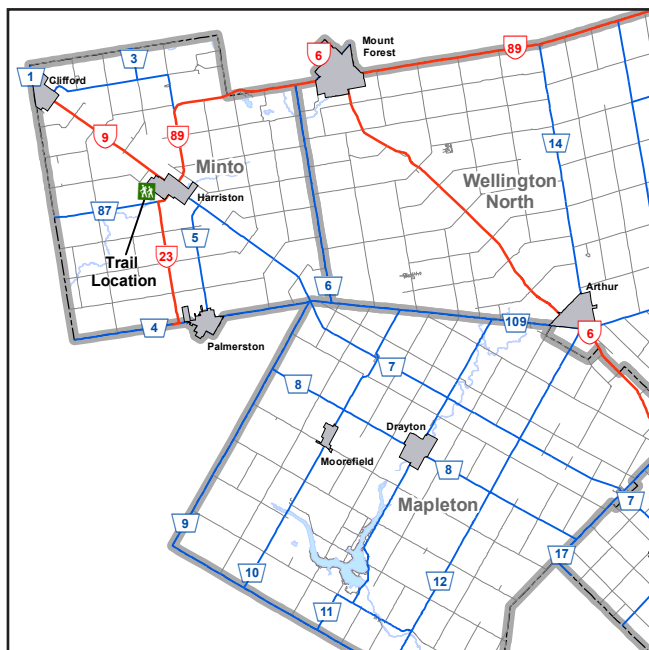 Mount
Forest
6
89
3
1
Clifford
14
9
89
Minto
Wellington
North
Harriston
87
5
Trail
Location
23
6
Arthur
109
6
4
Palmerston
7
8
Drayton
Moorefield
8
Mapleton
7
9
17
10
12
11